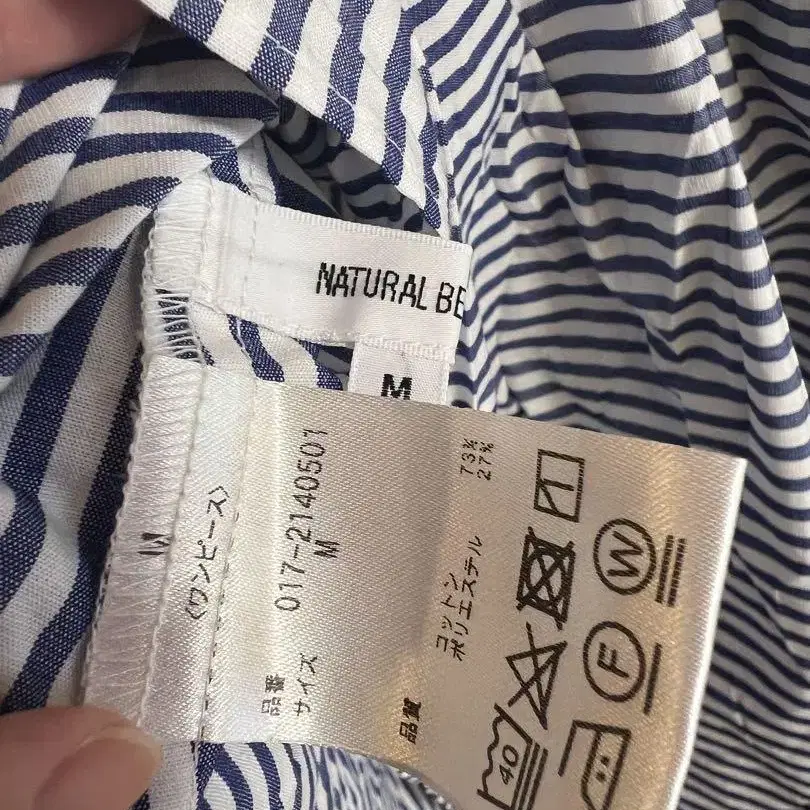 NATURAL BE
M
<ワンピース>
品番 017-2140501
サイズ M
品質 コットン 73%
ポリエステル 27%
40
W
F